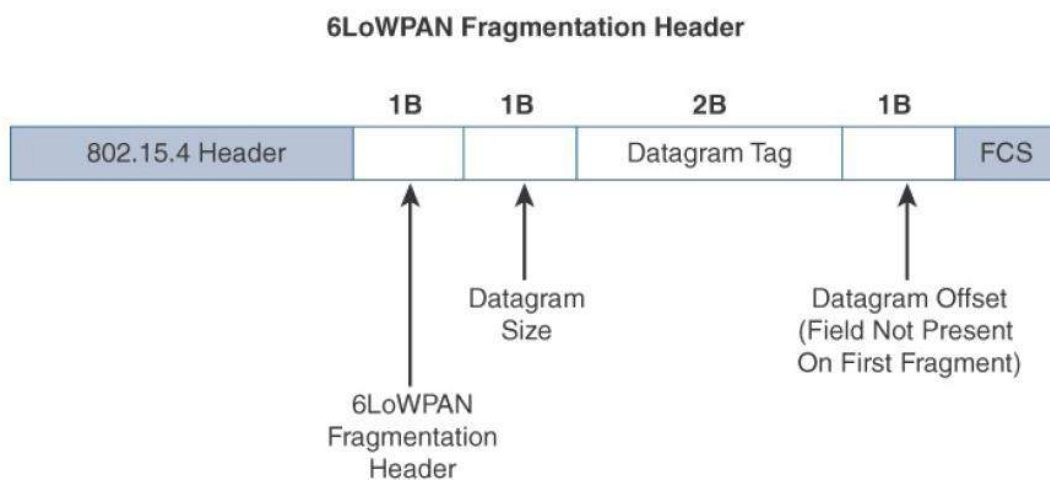 6LoWPAN Fragmentation Header
1B 1B 2B 1B
802.15.4 Header Datagram Tag FCS
Datagram
Size
Datagram Offset
(Field Not Present
On First Fragment)
6LoWPAN
Fragmentation
Header